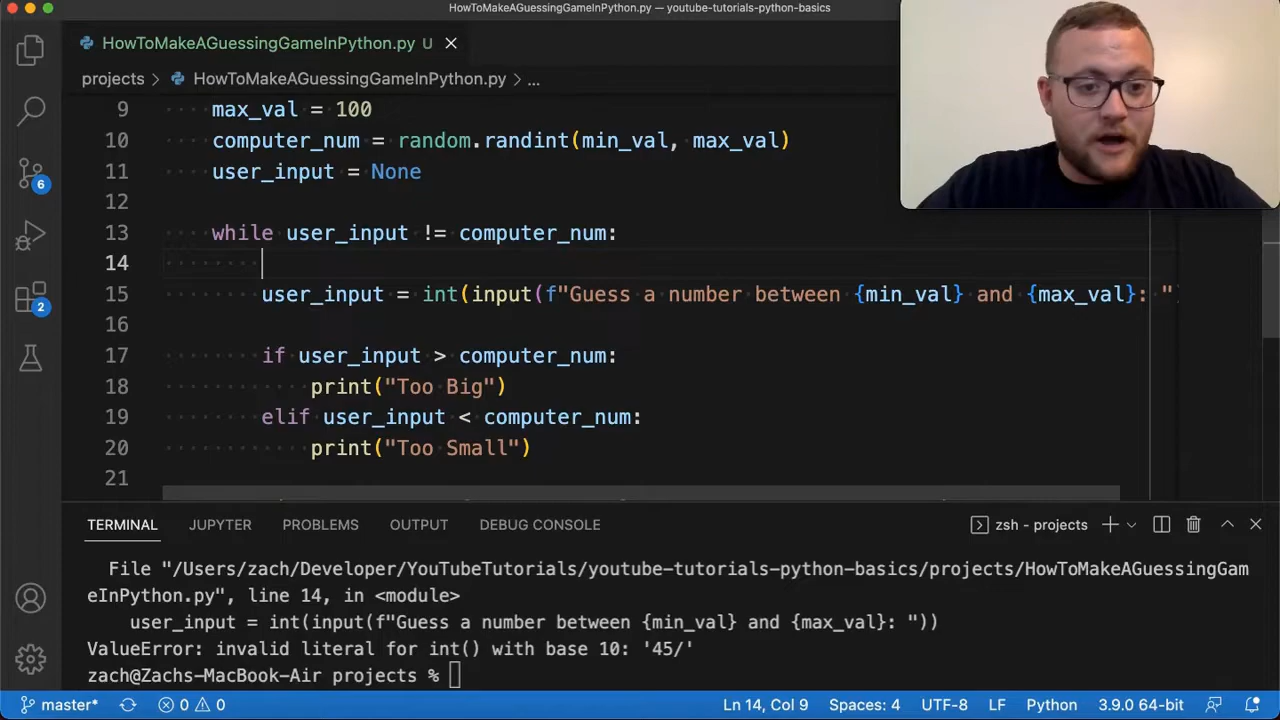 HowToMakeAGuessingGameInPython.py — youtube-tutorials-python-basics
HowToMakeAGuessingGameInPython.py U
projects > HowToMakeAGuessingGameInPython.py > ...
9 max_val = 100
10 computer_num = random.randint(min_val, max_val)
11 user_input = None
12
13 while user_input != computer_num:
14
15 user_input = int(input(f"Guess a number between {min_val} and {max_val}: "
16
17 if user_input > computer_num:
18 print("Too Big")
19 elif user_input < computer_num:
20 print("Too Small")
21
6
2
TERMINAL JUPYTER PROBLEMS OUTPUT DEBUG CONSOLE zsh - projects
File "/Users/zach/Developer/YouTubeTutorials/youtube-tutorials-python-basics/projects/HowToMakeAGuessingGam
eInPython.py", line 14, in <module>
user_input = int(input(f"Guess a number between {min_val} and {max_val}: "))
ValueError: invalid literal for int() with base 10: '45/'
zach@Zachs-MacBook-Air projects %
master* 0 0 Ln 14, Col 9 Spaces: 4 UTF-8 LF Python 3.9.0 64-bit